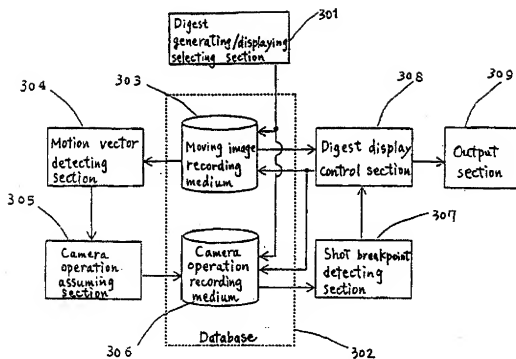 301
Digest
generating/displaying
selecting section
303
304
308
309
Motion vector
detecting
section
Moving image
recording
medium
Digest display
control section
Output
section
305
307
Camera
operation
assuming
section
Camera
operation
recording
medium
Shot breakpoint
detecting
section
306
Database
302